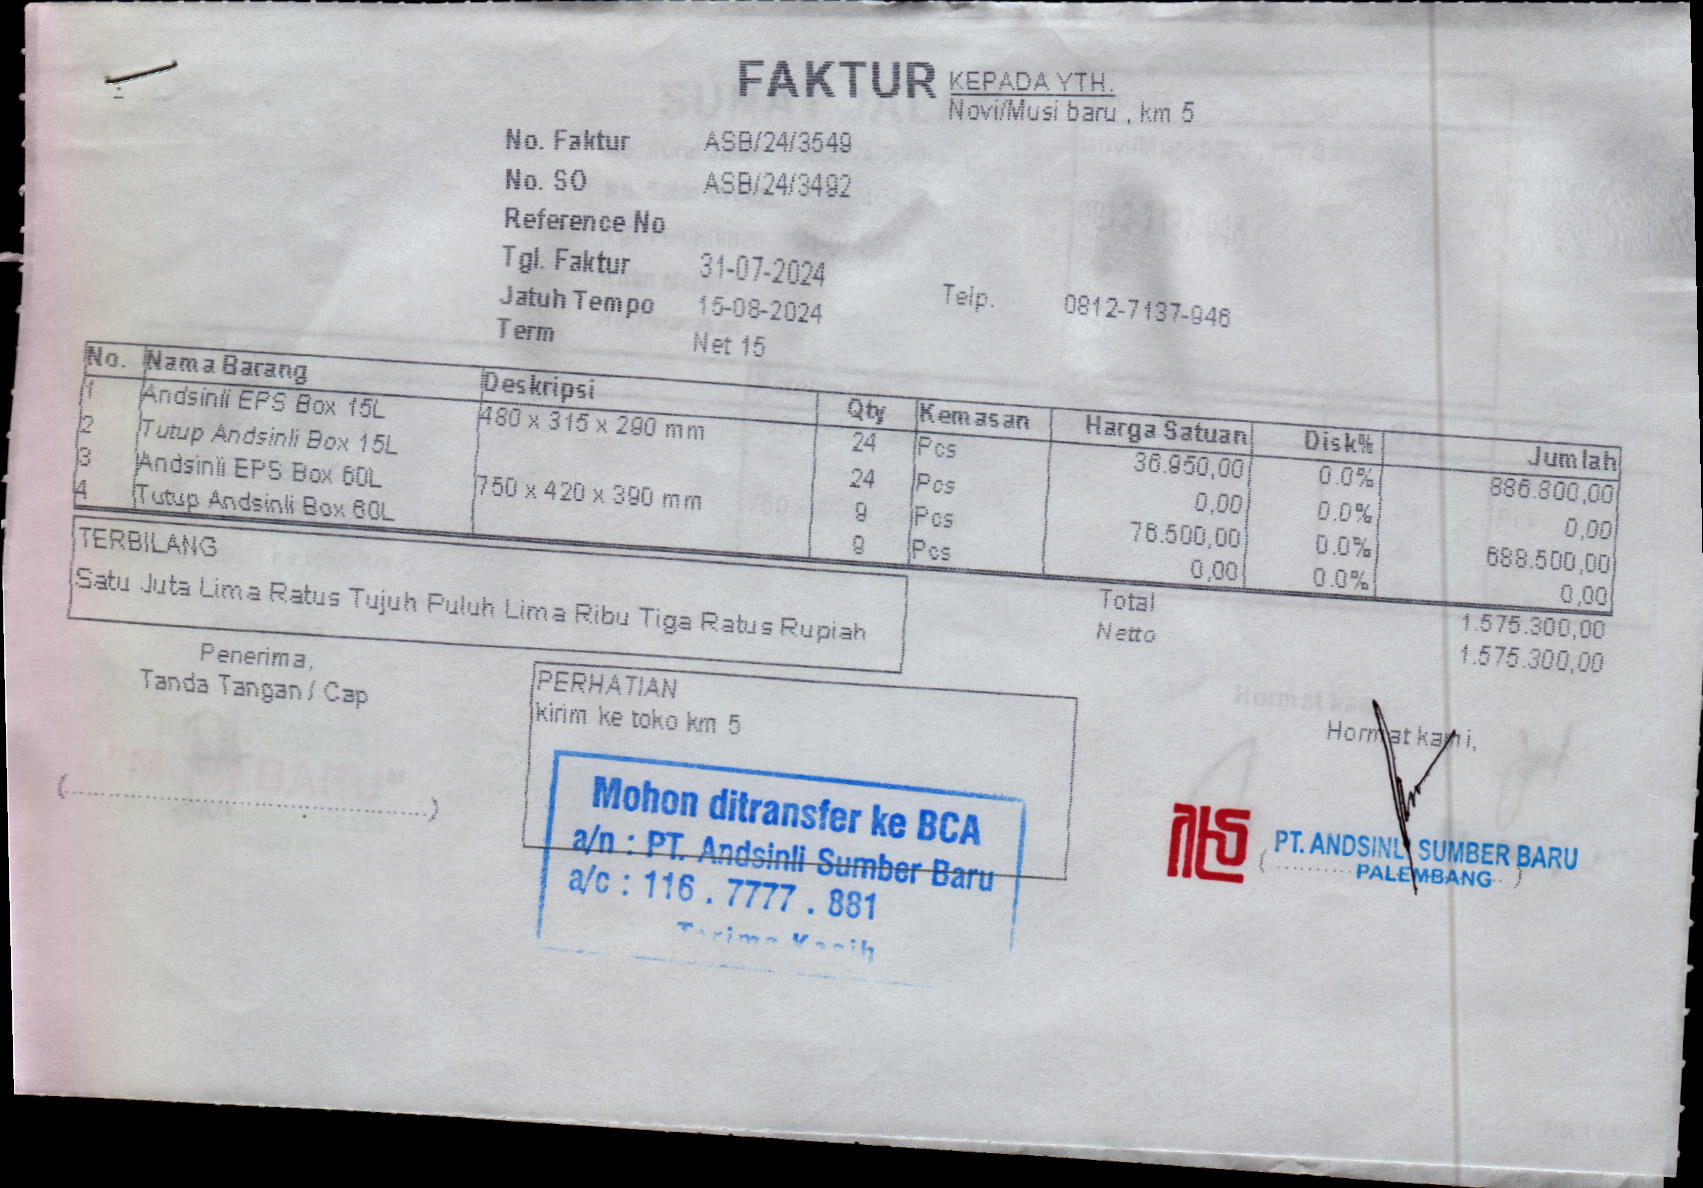 FAKTUR
KEPADA YTH.
Novi/Musi baru , km 5
No. Faktur ASB/24/3549
No. SO ASB/24/3492
Reference No
Tgl. Faktur 31-07-2024
Jatuh Tempo 15-08-2024
Telp. 0812-7137-946
Term Net 15
No. Nama Barang Deskripsi Qty Kemasan Harga Satuan Disk% Jumlah
1 Andsinli EPS Box 15L 480 x 315 x 290 mm 24 Pcs 36.950,00 0.0% 886.800,00
2 Tutup Andsinli Box 15L 24 Pcs 0,00 0.0% 0,00
3 Andsinli EPS Box 60L 750 x 420 x 390 mm 9 Pcs 76.500,00 0.0% 688.500,00
4 Tutup Andsinli Box 60L 9 Pcs 0,00 0.0% 0,00
TERBILANG
Satu Juta Lima Ratus Tujuh Puluh Lima Ribu Tiga Ratus Rupiah
Total 1.575.300,00
Netto 1.575.300,00
Penerima,
Tanda Tangan / Cap
(..............................................)
PERHATIAN
kirim ke toko km 5
Mohon ditransfer ke BCA
a/n : PT. Andsinli Sumber Baru
a/c : 116 . 7777 . 881
Terima Kasih
Hormat kami,
PT. ANDSINLI SUMBER BARU
PALEMBANG